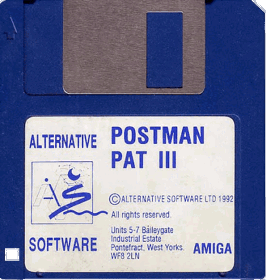 ALTERNATIVE
SOFTWARE
POSTMAN
PAT III
©ALTERNATIVE SOFTWARE LTD 1992
All rights reserved.
Units 5-7 Baileygate
Industrial Estate
Pontefract, West Yorks.
WF8 2LN
AMIGA